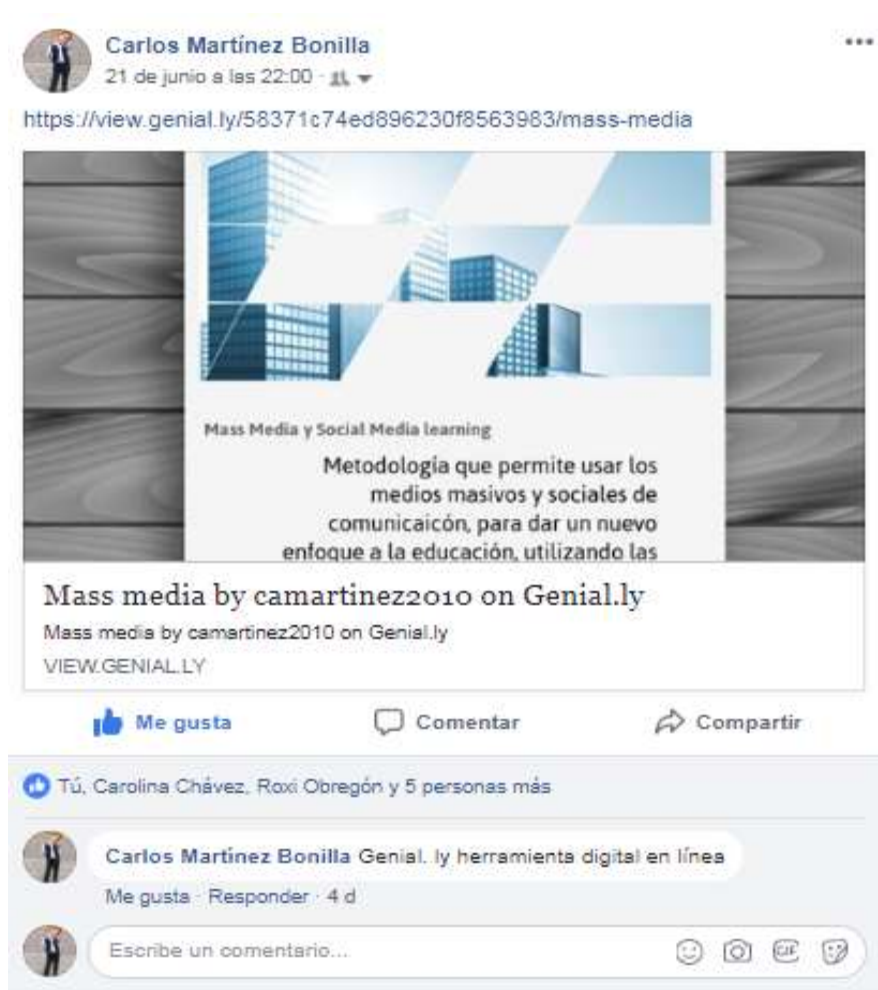 Carlos Martínez Bonilla
21 de junio a las 22:00
https://view.genial.ly/58371c74ed896230f8563983/mass-media
Mass Media y Social Media learning
Metodología que permite usar los
medios masivos y sociales de
comunicaicón, para dar un nuevo
enfoque a la educación, utilizando las
Mass media by camartinez2010 on Genial.ly
Mass media by camartinez2010 on Genial.ly
VIEW.GENIAL.LY
Me gusta Comentar Compartir
Tú, Carolina Chávez, Roxi Obregón y 5 personas más
Carlos Martínez Bonilla Genial. ly herramienta digital en línea
Me gusta · Responder · 4 d
Escribe un comentario... GIF